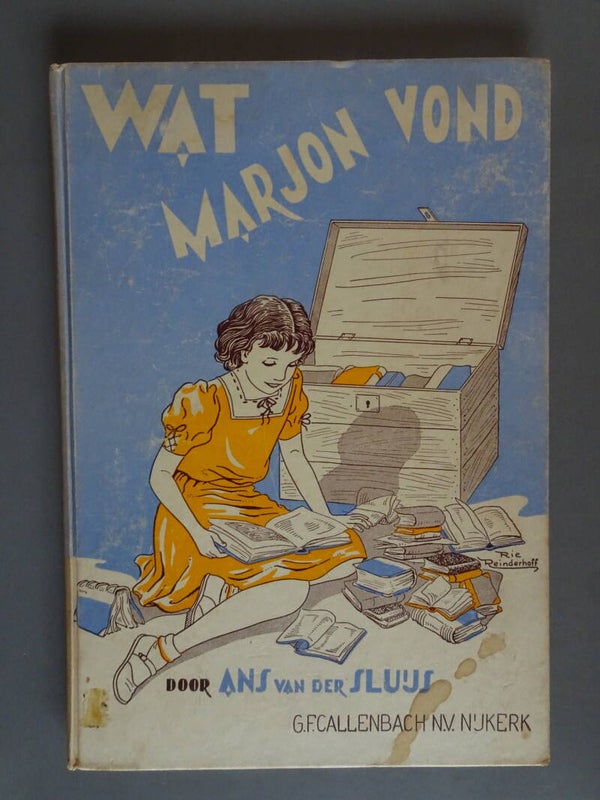 WAT
MARJON
VOND
Rie
Reinderhoff
DOOR ANS VAN DER SLUIJS
G.F. CALLENBACH N.V. NIJKERK